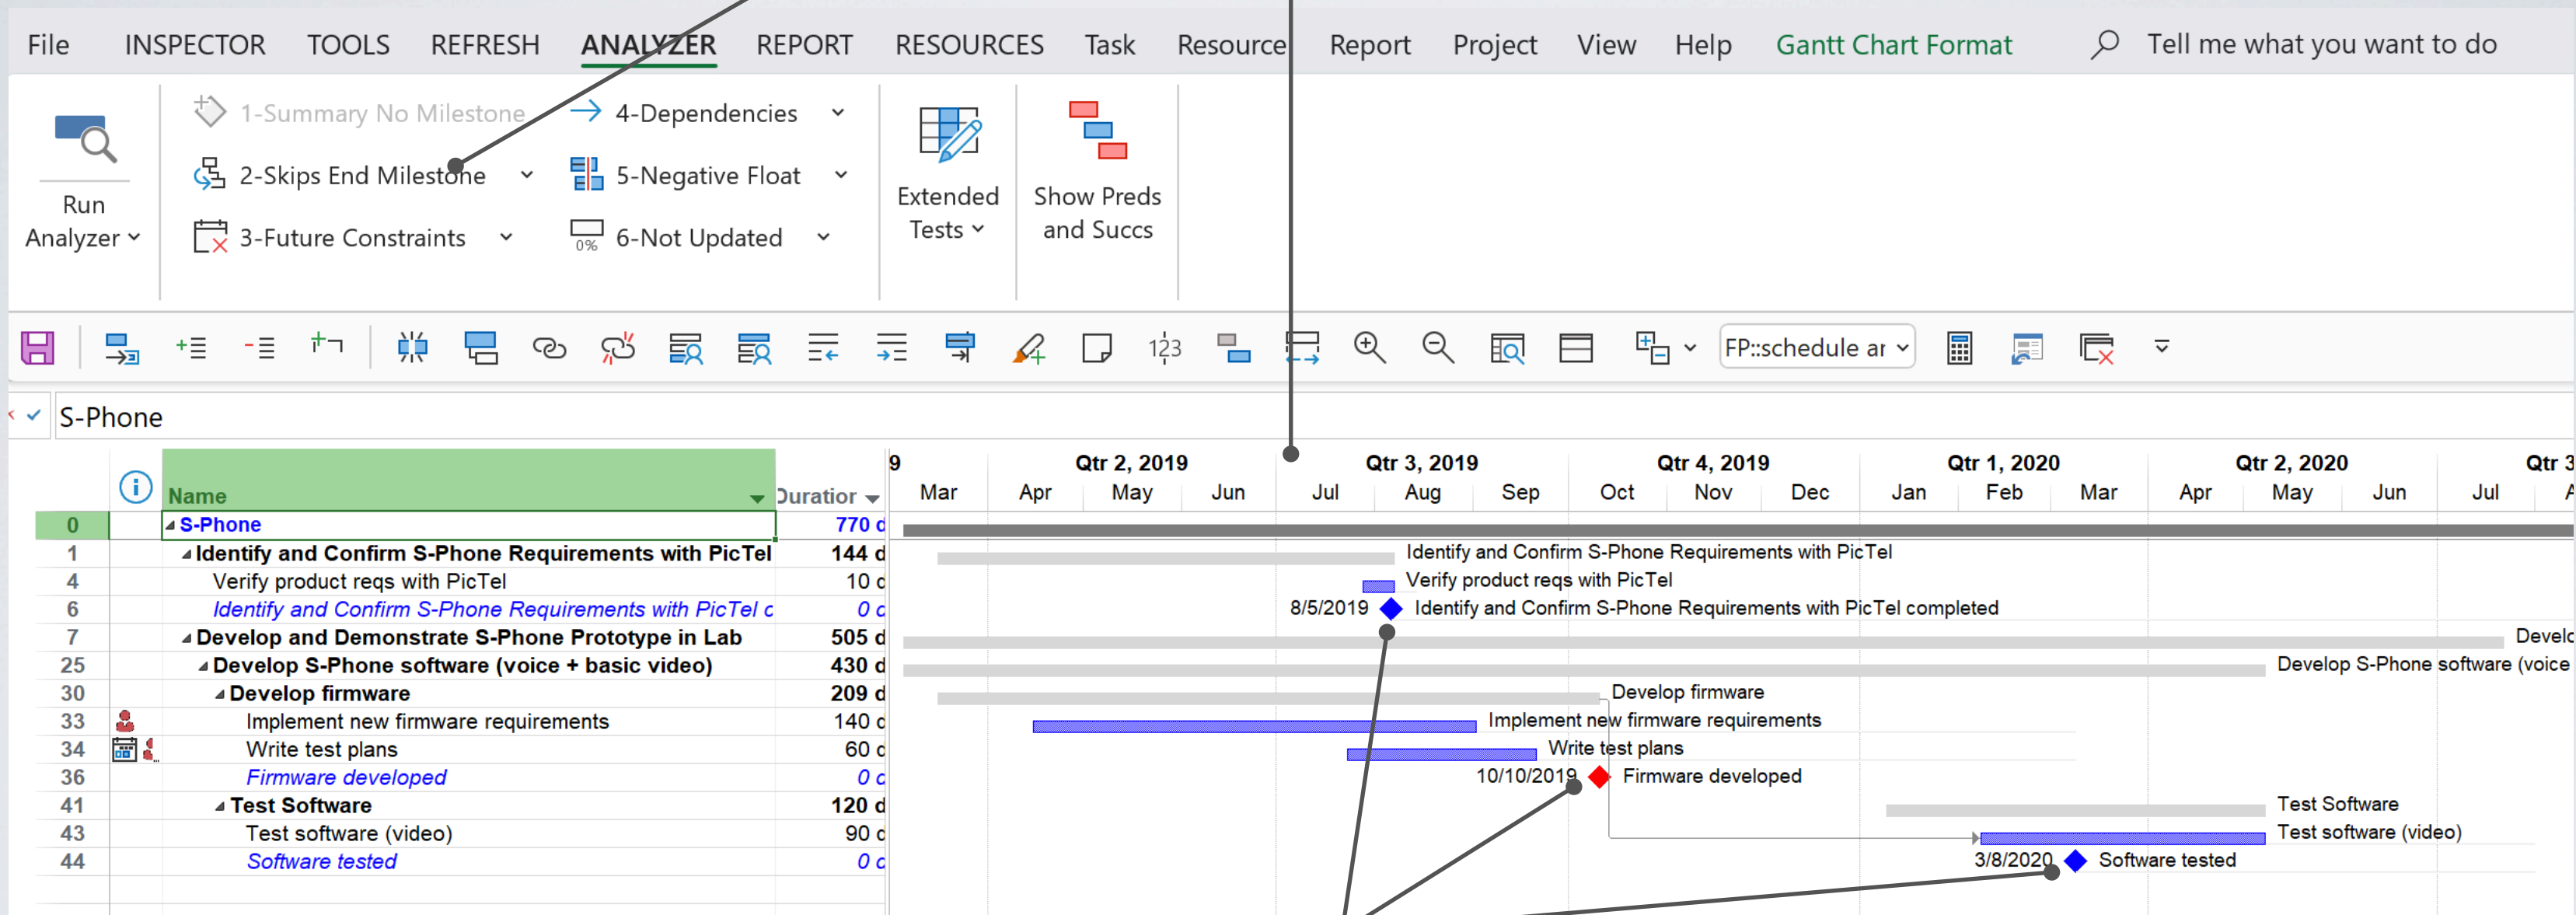 File INSPECTOR TOOLS REFRESH ANALYZER REPORT RESOURCES Task Resource Report Project View Help Gantt Chart Format Tell me what you want to do
1-Summary No Milestone
2-Skips End Milestone
3-Future Constraints
4-Dependencies
5-Negative Float
0% 6-Not Updated
Run
Analyzer
Extended
Tests
Show Preds
and Succs
123 FP::schedule ar
S-Phone
Name Duration
9 Qtr 2, 2019 Qtr 3, 2019 Qtr 4, 2019 Qtr 1, 2020 Qtr 2, 2020 Qtr 3
Mar Apr May Jun Jul Aug Sep Oct Nov Dec Jan Feb Mar Apr May Jun Jul A
0 S-Phone 770 d
1 Identify and Confirm S-Phone Requirements with PicTel 144 d Identify and Confirm S-Phone Requirements with PicTel
4 Verify product reqs with PicTel 10 d Verify product reqs with PicTel
6 Identify and Confirm S-Phone Requirements with PicTel c 0 d 8/5/2019 Identify and Confirm S-Phone Requirements with PicTel completed
7 Develop and Demonstrate S-Phone Prototype in Lab 505 d Develo
25 Develop S-Phone software (voice + basic video) 430 d Develop S-Phone software (voice
30 Develop firmware 209 d Develop firmware
33 Implement new firmware requirements 140 d Implement new firmware requirements
34 Write test plans 60 d Write test plans
36 Firmware developed 0 d 10/10/2019 Firmware developed
41 Test Software 120 d Test Software
43 Test software (video) 90 d Test software (video)
44 Software tested 0 d 3/8/2020 Software tested